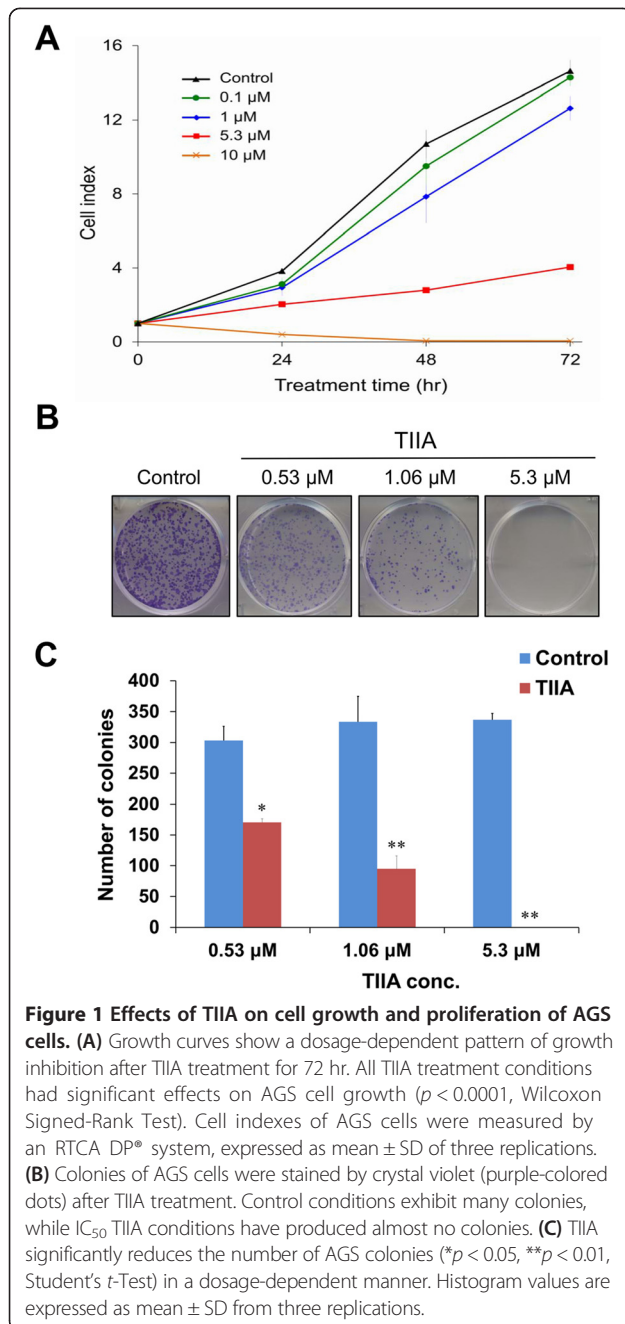 A
16
12
8
4
0
Cell index
Control
0.1 µM
1 µM
5.3 µM
10 µM
0 24 48 72
Treatment time (hr)
B
TIIA
Control 0.53 µM 1.06 µM 5.3 µM
C
Control
TIIA
400
350
300
250
200
150
100
50
0
Number of colonies
*
**
**
0.53 µM 1.06 µM 5.3 µM
TIIA conc.
Figure 1 Effects of TIIA on cell growth and proliferation of AGS
cells. (A) Growth curves show a dosage-dependent pattern of growth
inhibition after TIIA treatment for 72 hr. All TIIA treatment conditions
had significant effects on AGS cell growth (p < 0.0001, Wilcoxon
Signed-Rank Test). Cell indexes of AGS cells were measured by
an RTCA DP® system, expressed as mean ± SD of three replications.
(B) Colonies of AGS cells were stained by crystal violet (purple-colored
dots) after TIIA treatment. Control conditions exhibit many colonies,
while IC50 TIIA conditions have produced almost no colonies. (C) TIIA
significantly reduces the number of AGS colonies (*p < 0.05, **p < 0.01,
Student's t-Test) in a dosage-dependent manner. Histogram values are
expressed as mean ± SD from three replications.